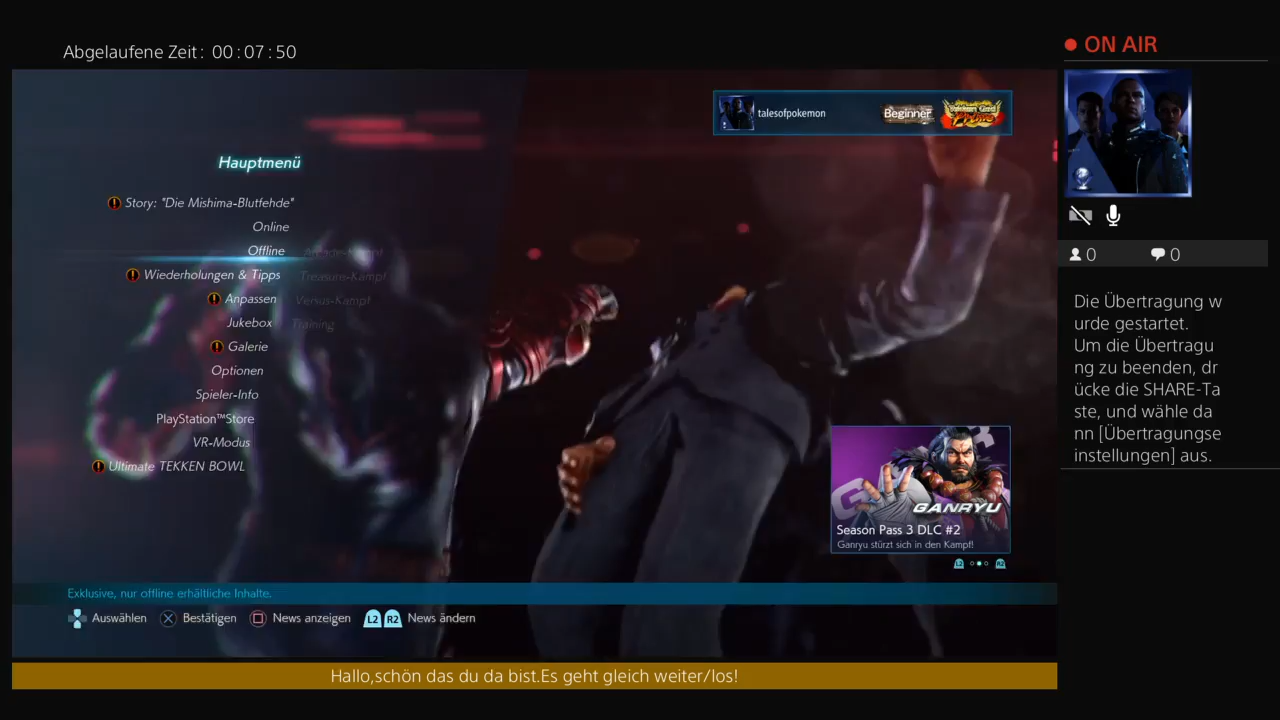 Abgelaufene Zeit: 00:07:50
ON AIR
talesofpokemon
Beginner
Hauptmenü
Story: "Die Mishima-Blutfehde"
Online
Offline
Arcade-Kampf
Wiederholungen & Tipps
Treasure-Kampf
Anpassen
Versus-Kampf
Jukebox
Training
Galerie
Optionen
Spieler-Info
PlayStation™Store
VR-Modus
Ultimate TEKKEN BOWL
0
0
Die Übertragung w
urde gestartet.
Um die Übertragu
ng zu beenden, dr
ücke die SHARE-Ta
ste, und wähle da
nn [Übertragungse
instellungen] aus.
GANRYU
Season Pass 3 DLC #2
Ganryu stürzt sich in den Kampf!
L2 R2
Exklusive, nur offline erhältliche Inhalte.
Auswählen Bestätigen News anzeigen L2 R2 News ändern
Hallo,schön das du da bist.Es geht gleich weiter/los!